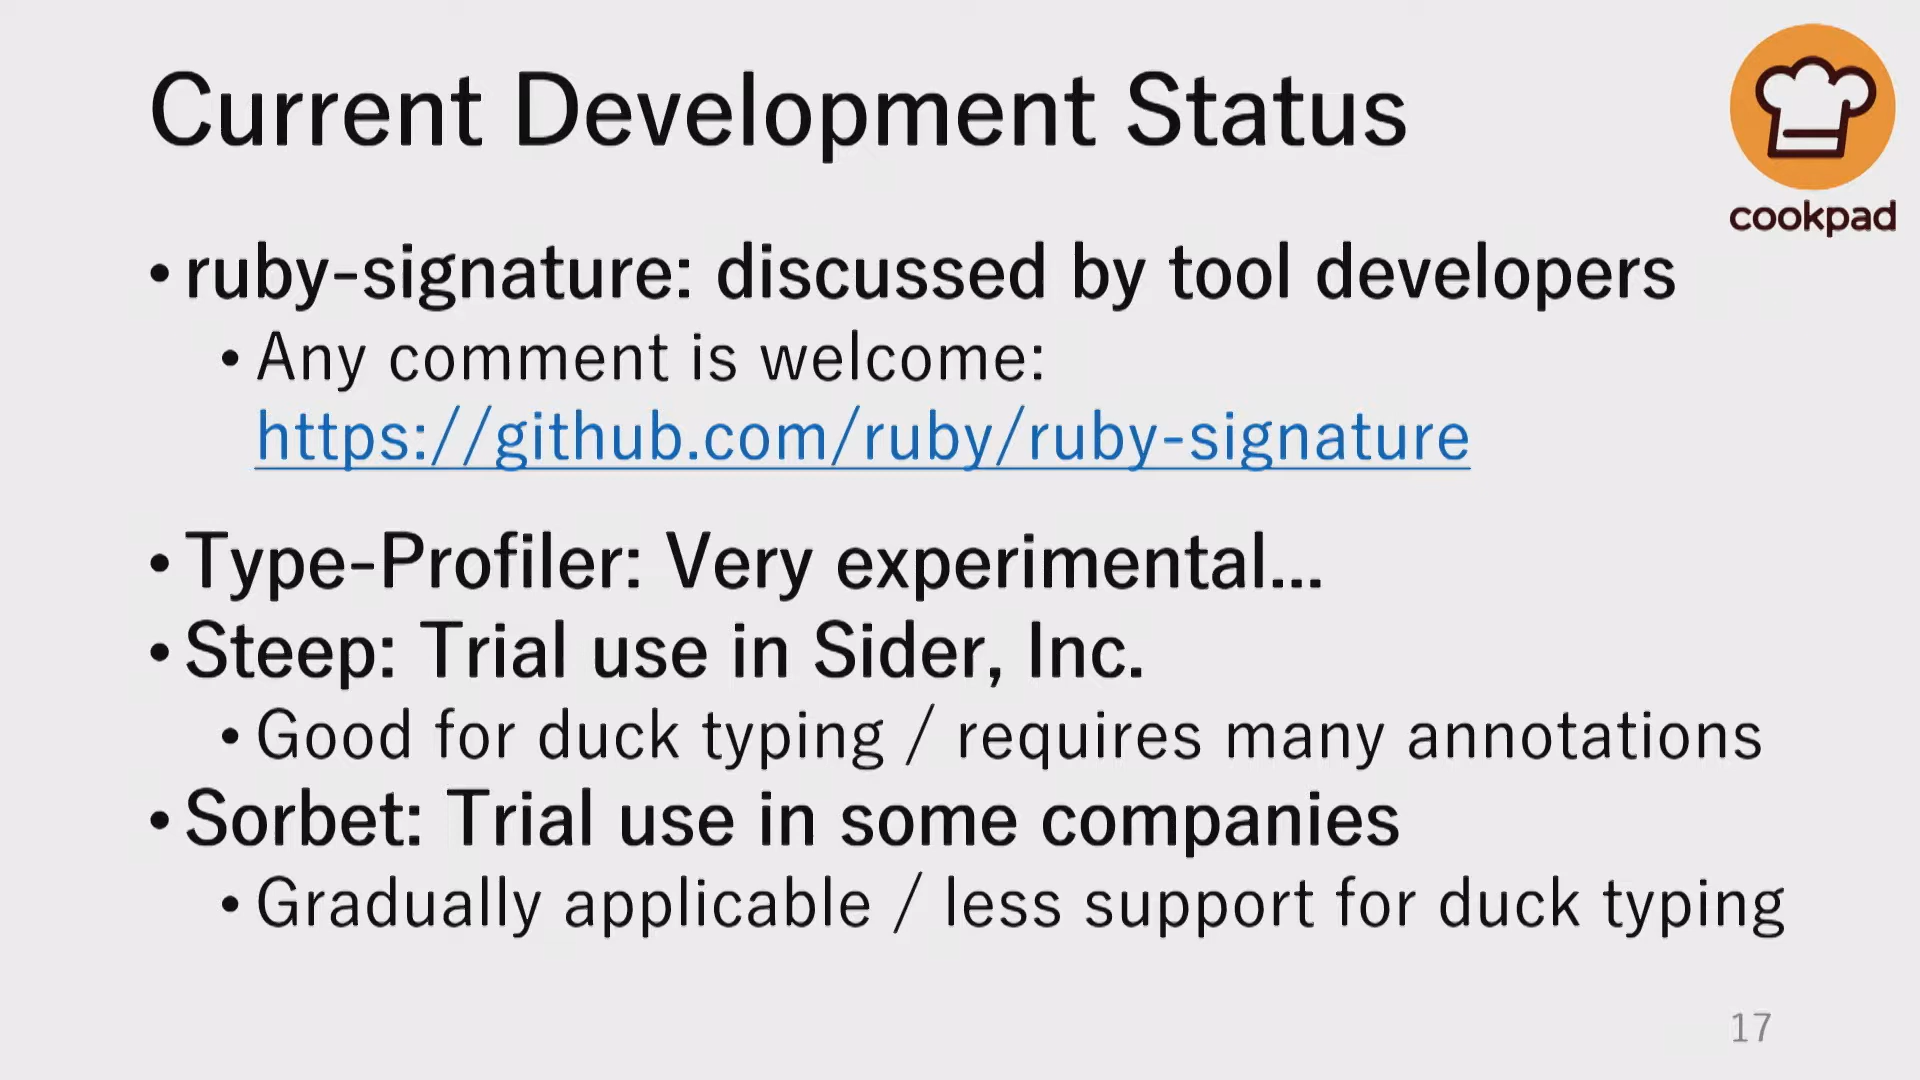 Current Development Status
cookpad
• ruby-signature: discussed by tool developers
• Any comment is welcome:
https://github.com/ruby/ruby-signature
• Type-Profiler: Very experimental...
• Steep: Trial use in Sider, Inc.
• Good for duck typing / requires many annotations
• Sorbet: Trial use in some companies
• Gradually applicable / less support for duck typing
17